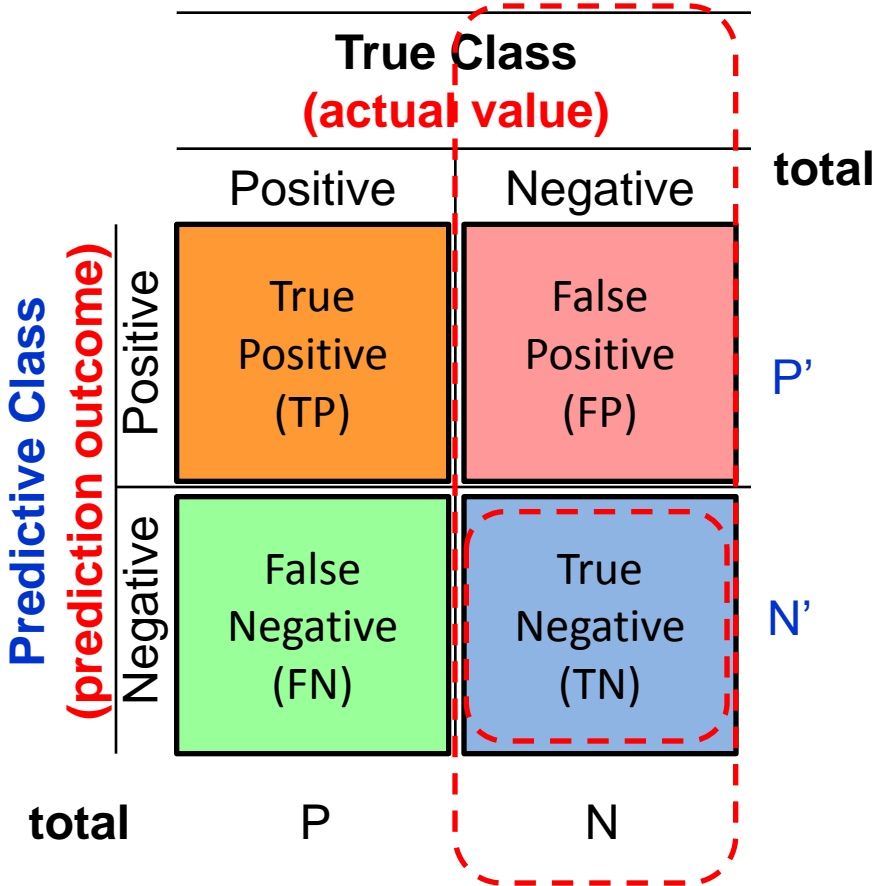 True Class
(actual value)
total
Positive Negative
Predictive Class
(prediction outcome)
Positive
True
Positive
(TP)
False
Positive
(FP)
P’
Negative
False
Negative
(FN)
True
Negative
(TN)
N’
total P N